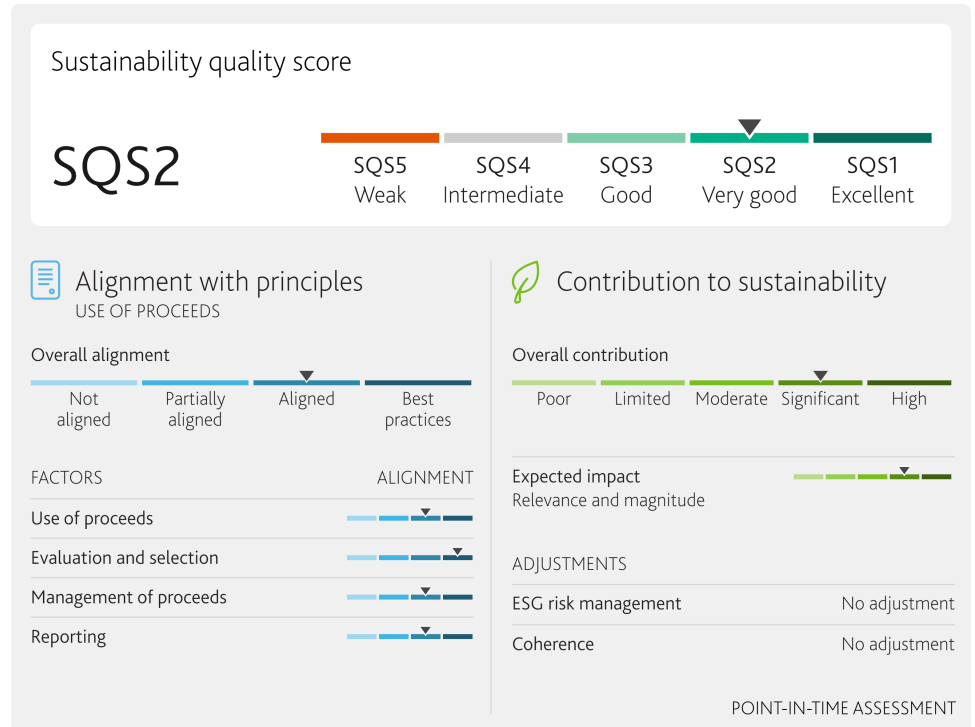 Sustainability quality score
SQS2
SQS5 SQS4 SQS3 SQS2 SQS1
Weak Intermediate Good Very good Excellent
Alignment with principles
USE OF PROCEEDS
Overall alignment
Not aligned
Partially aligned
Aligned
Best practices
FACTORS ALIGNMENT
Use of proceeds
Evaluation and selection
Management of proceeds
Reporting
Contribution to sustainability
Overall contribution
Poor Limited Moderate Significant High
Expected impact
Relevance and magnitude
ADJUSTMENTS
ESG risk management No adjustment
Coherence No adjustment
POINT-IN-TIME ASSESSMENT